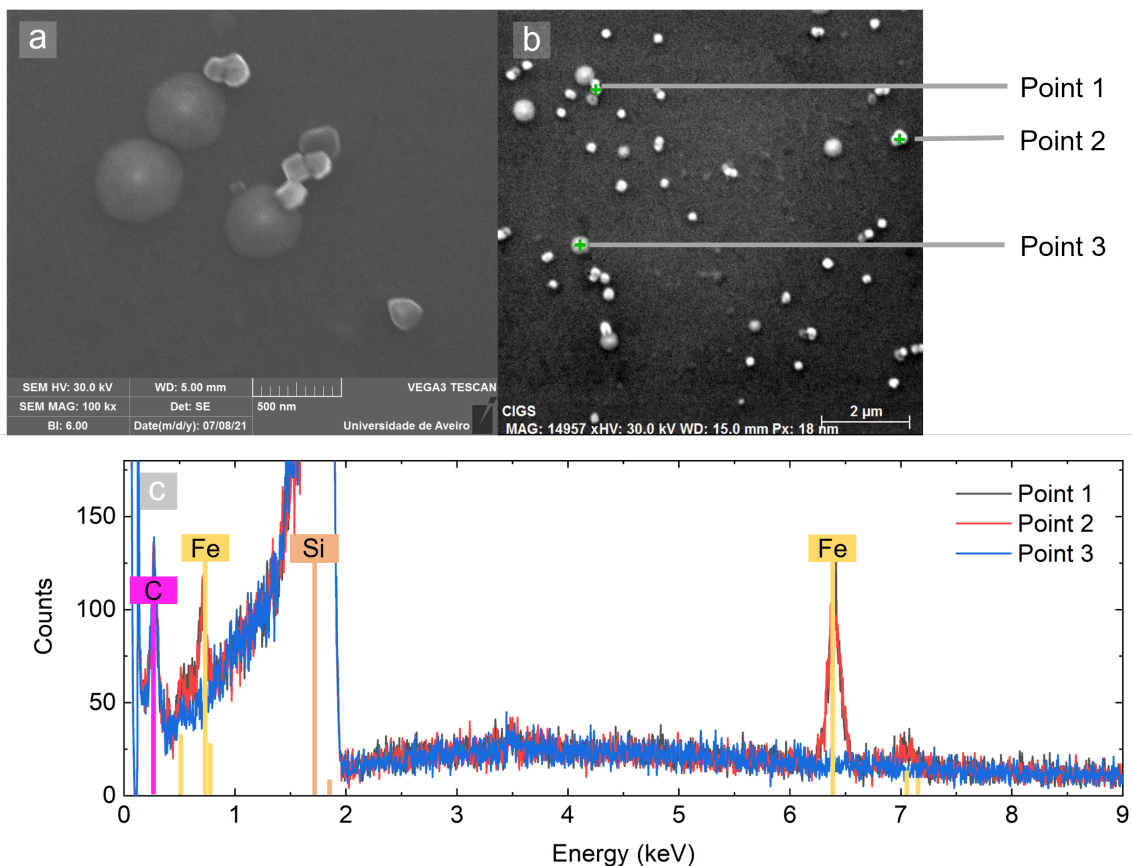 a
b
Point 1
Point 2
Point 3
SEM HV: 30.0 kV WD: 5.00 mm VEGA3 TESCAN
SEM MAG: 100 kx Det: SE 500 nm
BI: 6.00 Date(m/d/y): 07/08/21 Universidade de Aveiro
CIGS
MAG: 14957 xHV: 30.0 kV WD: 15.0 mm Px: 18 nm
2 µm
c
C
Fe
Si
Fe
Point 1
Point 2
Point 3
150
100
50
0
Counts
0 1 2 3 4 5 6 7 8 9
Energy (keV)